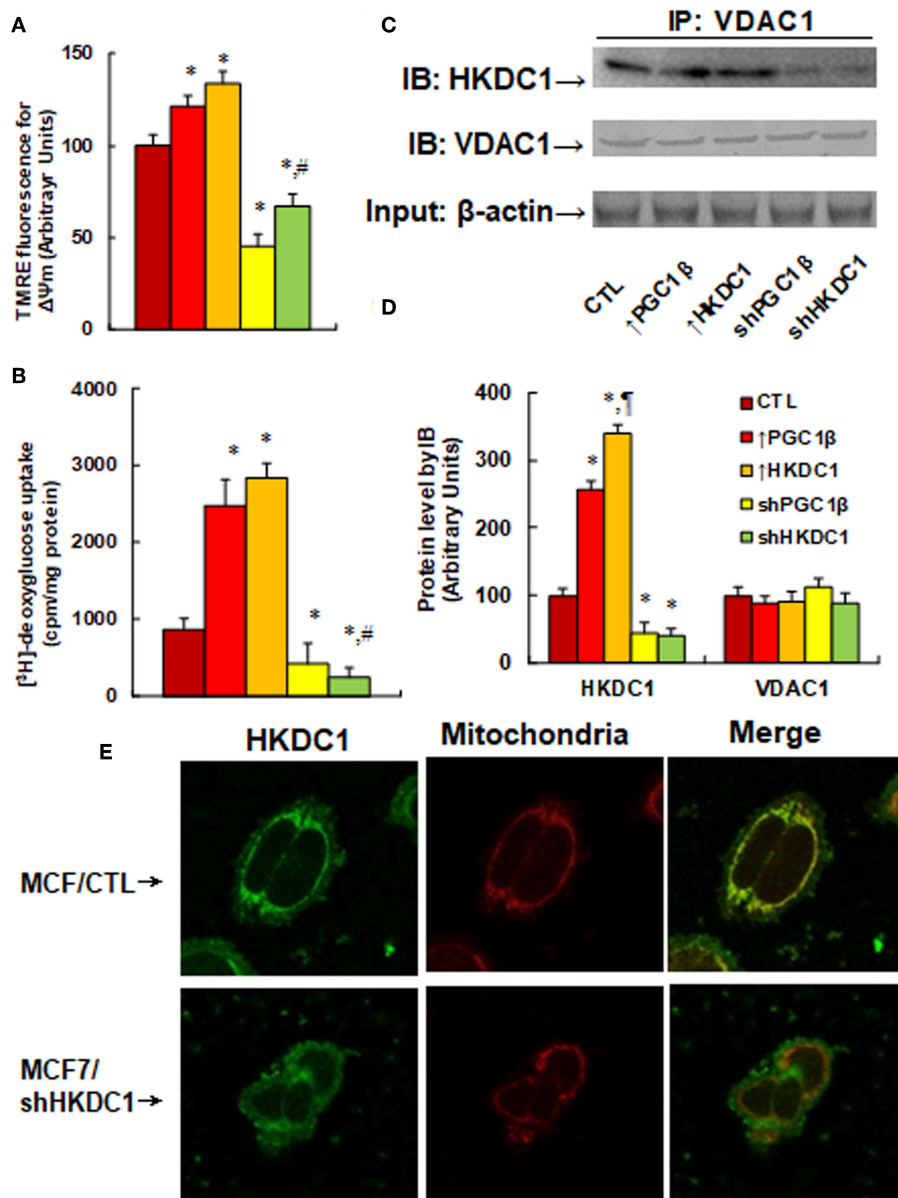 A
TMRE fluorescence for
ΔΨm (Arbitrayr Units)
150
100
50
0
*
*
*
*,#
C
IP: VDAC1
IB: HKDC1→
IB: VDAC1→
Input: β-actin→
CTL
↑PGC1β
↑HKDC1
shPGC1β
shHKDC1
B
[³H]-deoxyglucose uptake
(cpm/mg protein)
4000
3000
2000
1000
0
*
*
*
*,#
D
Protein level by IB
(Arbitrary Units)
400
300
200
100
0
*
*,¶
*
*
HKDC1
VDAC1
CTL
↑PGC1β
↑HKDC1
shPGC1β
shHKDC1
E
HKDC1
Mitochondria
Merge
MCF/CTL→
MCF7/
shHKDC1→